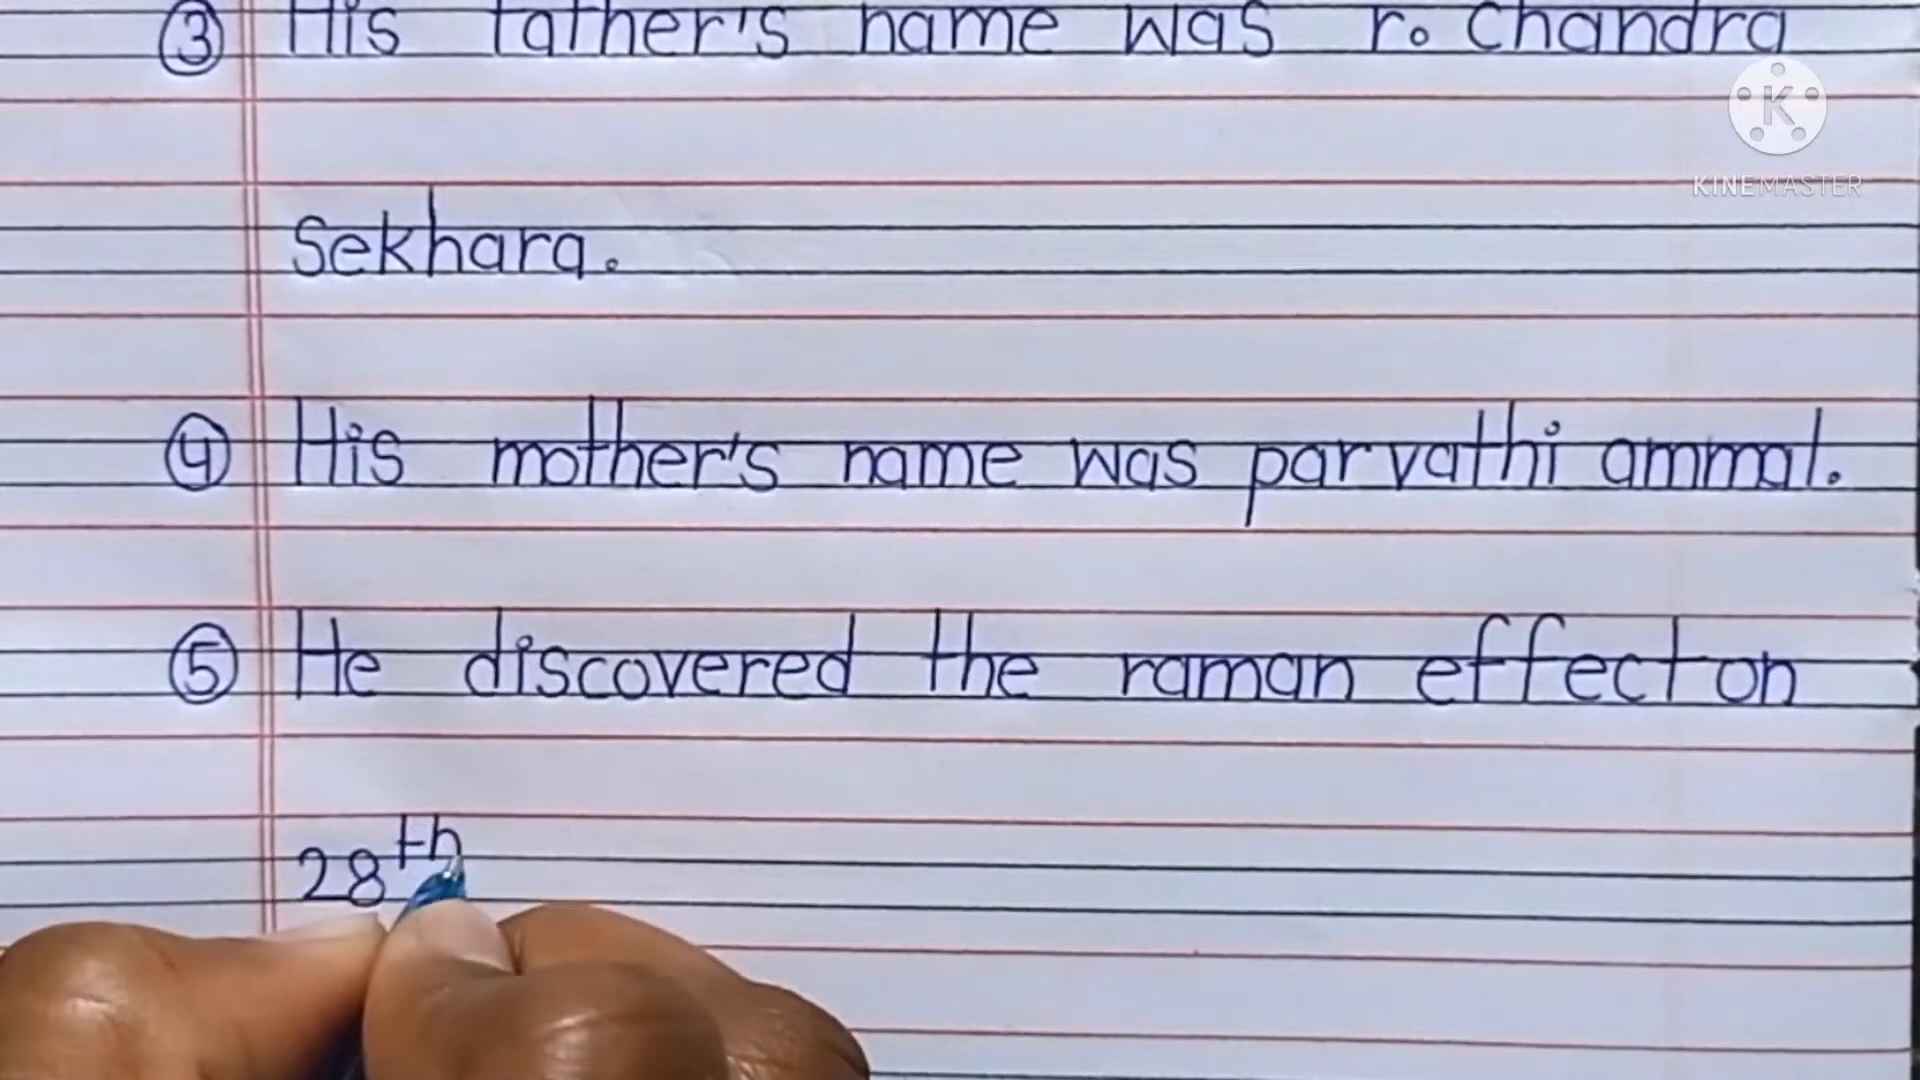 ③ His father's name was r. Chandra
KINEMASTER
Sekhara.
④ His mother's name was parvathi ammal.
⑤ He discovered the raman effect on
28th